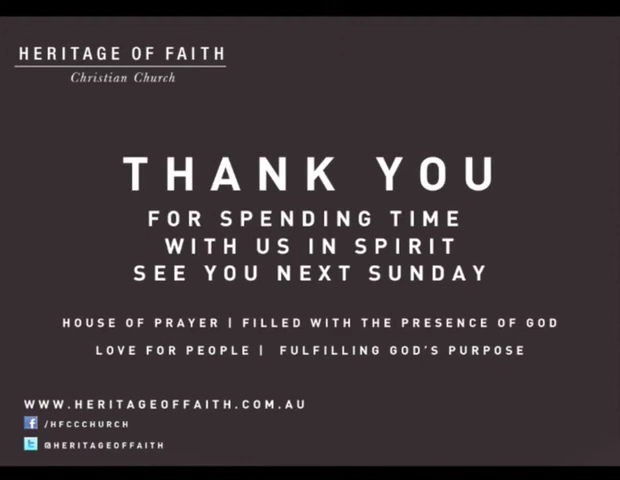 HERITAGE OF FAITH
Christian Church
THANK YOU
FOR SPENDING TIME
WITH US IN SPIRIT
SEE YOU NEXT SUNDAY
HOUSE OF PRAYER | FILLED WITH THE PRESENCE OF GOD
LOVE FOR PEOPLE | FULFILLING GOD'S PURPOSE
WWW.HERITAGEOFFAITH.COM.AU
f /HFCCCHURCH
t @HERITAGEOFFAITH